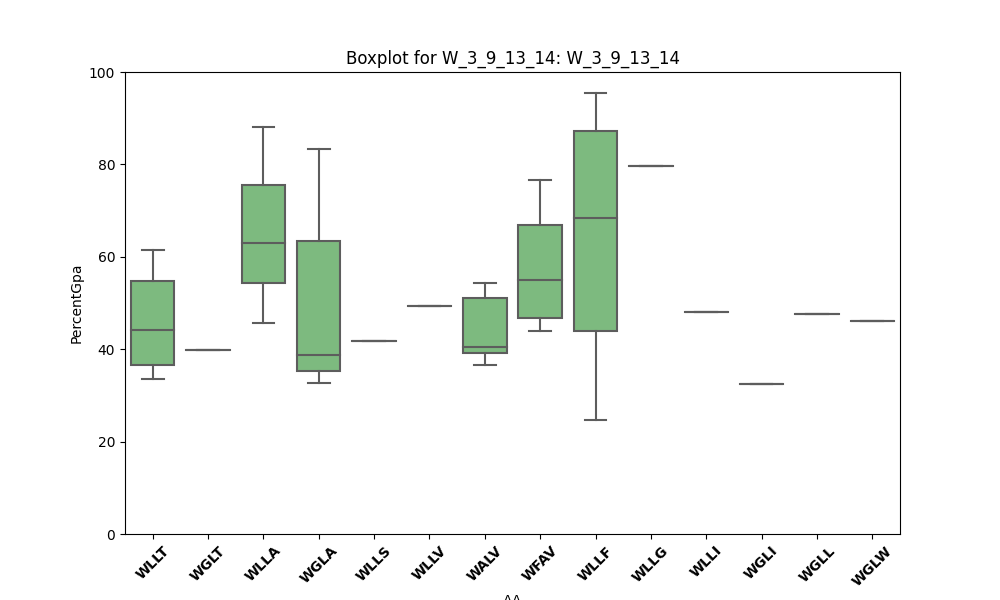 Boxplot for W_3_9_13_14: W_3_9_13_14
100
80
60
40
20
0
PercentGpa
WLLT
WGLT
WLLA
WGLA
WLLS
WLLV
WALV
WFAV
WLLF
WLLG
WLLI
WGLI
WGLL
WGLW
AA